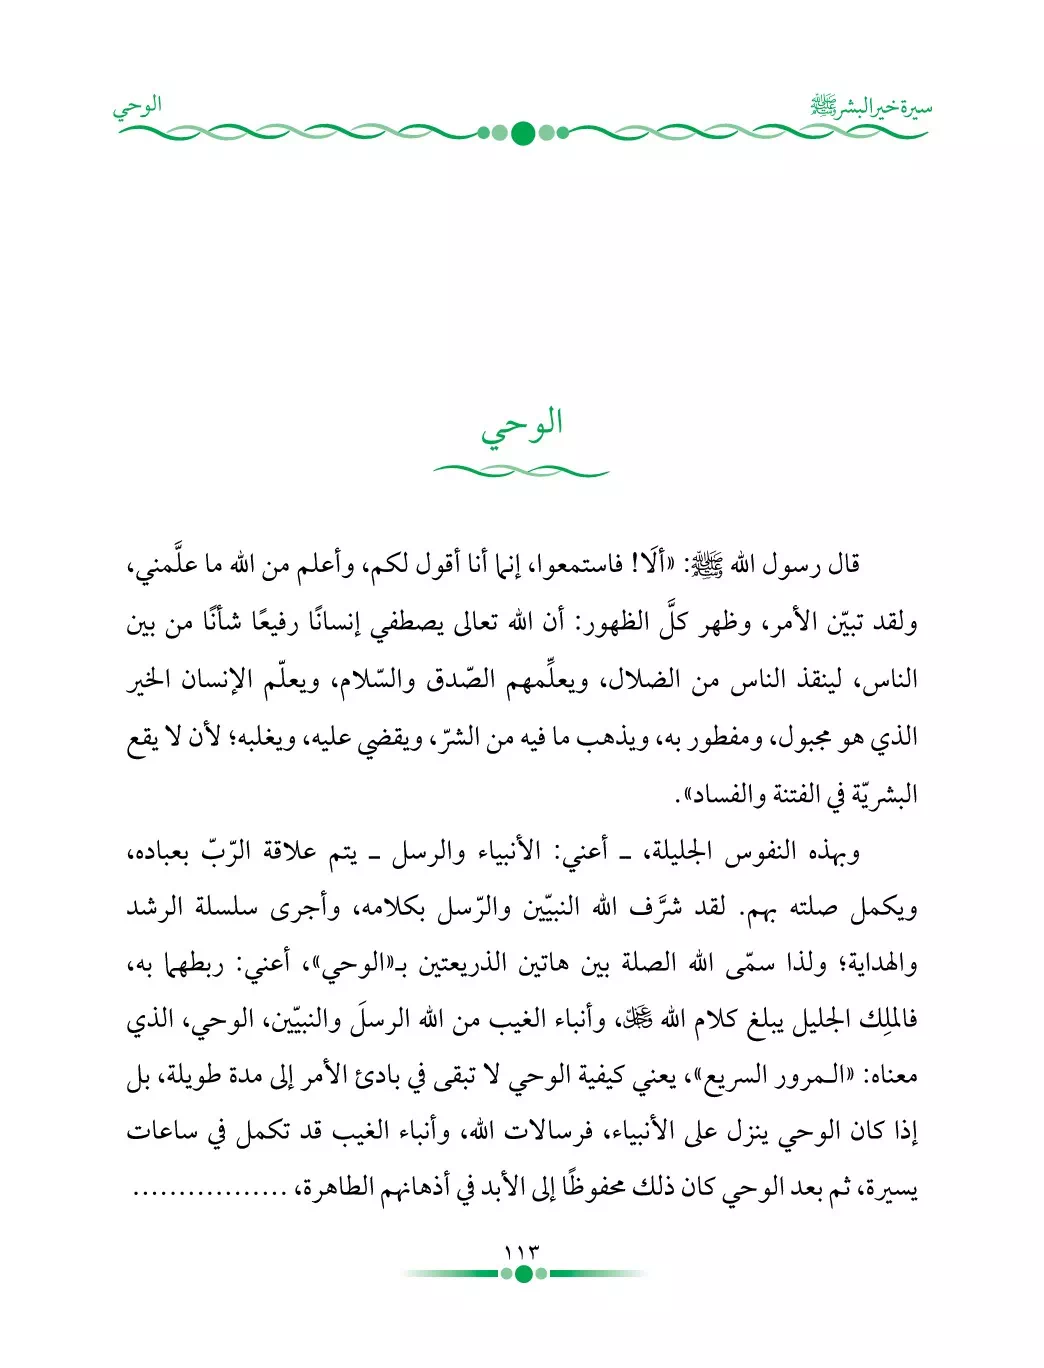 سيرة خير البشر ﷺ
الوحي
الوحي
قال رسول الله ﷺ: «ألَا! فاستمعوا، إنما أنا أقول لكم، وأعلم من الله ما علَّمني،
ولقد تبيّن الأمر، وظهر كلَّ الظهور: أن الله تعالى يصطفي إنسانًا رفيعًا شأنًا من بين
الناس، لينقذ الناس من الضلال، ويعلِّمهم الصّدق والسّلام، ويعلّم الإنسان الخير
الذي هو مجبول، ومفطور به، ويذهب ما فيه من الشرّ، ويقضي عليه، ويغلبه؛ لأن لا يقع
البشريّة في الفتنة والفساد».
وبهذه النفوس الجليلة، ــ أعني: الأنبياء والرسل ــ يتم علاقة الرّبّ بعباده،
ويكمل صلته بهم. لقد شرَّف الله النبيّين والرّسل بكلامه، وأجرى سلسلة الرشد
والهداية؛ ولذا سمّى الله الصلة بين هاتين الذريعتين بـ«الوحي»، أعني: ربطهما به،
فالملِك الجليل يبلغ كلام الله ﷻ، وأنباء الغيب من الله الرسلَ والنبيّين، الوحي، الذي
معناه: «الـمرور السريع»، يعني كيفية الوحي لا تبقى في بادئ الأمر إلى مدة طويلة، بل
إذا كان الوحي ينزل على الأنبياء، فرسالات الله، وأنباء الغيب قد تكمل في ساعات
يسيرة، ثم بعد الوحي كان ذلك محفوظًا إلى الأبد في أذهانهم الطاهرة، .................
١١٣